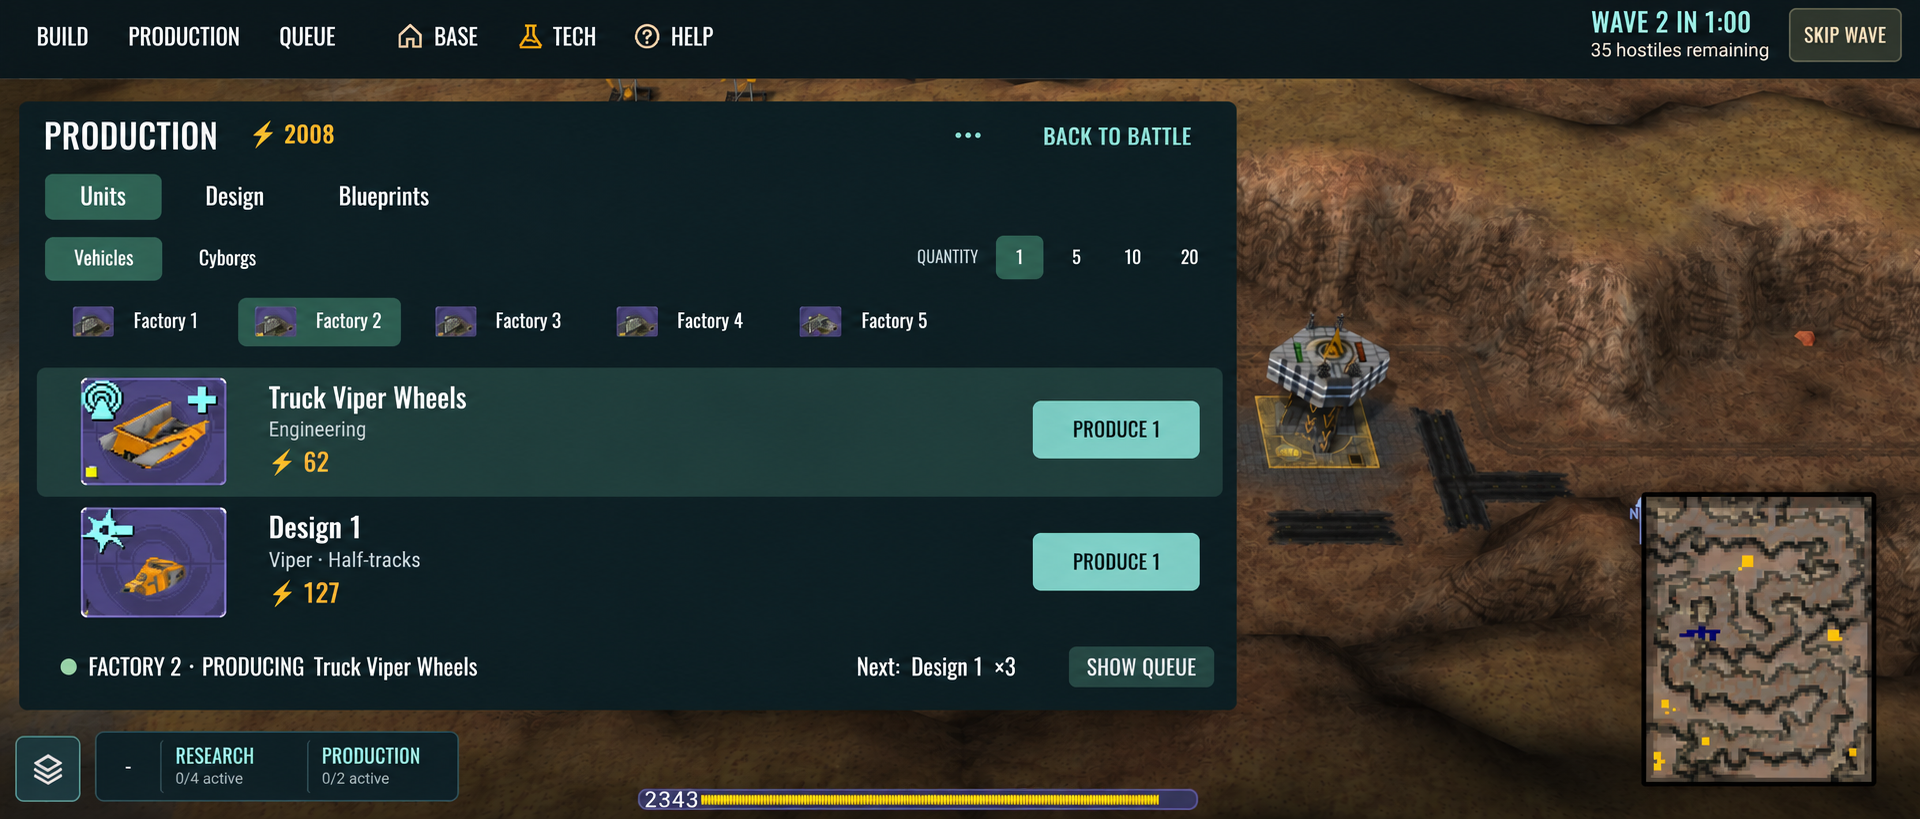 BUILD PRODUCTION QUEUE BASE TECH HELP
WAVE 2 IN 1:00
35 hostiles remaining
SKIP WAVE
PRODUCTION 2008 ••• BACK TO BATTLE
Units Design Blueprints
Vehicles Cyborgs QUANTITY 1 5 10 20
Factory 1 Factory 2 Factory 3 Factory 4 Factory 5
Truck Viper Wheels
Engineering
62
PRODUCE 1
Design 1
Viper · Half-tracks
127
PRODUCE 1
FACTORY 2 · PRODUCING Truck Viper Wheels Next: Design 1 ×3 SHOW QUEUE
N
- RESEARCH PRODUCTION
0/4 active 0/2 active
2343